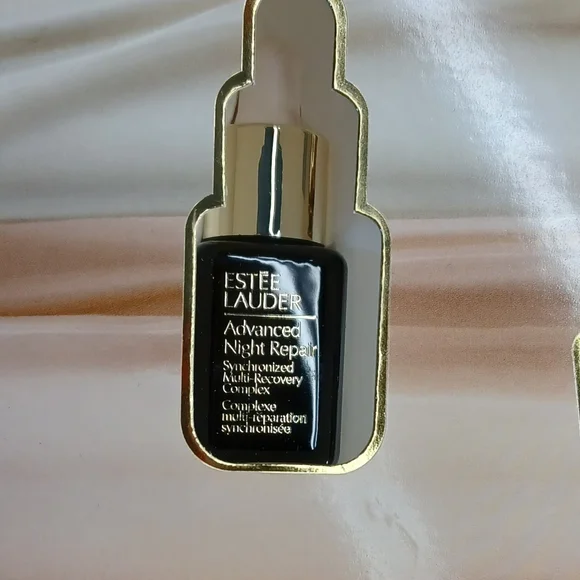 ESTĒE
LAUDER
Advanced
Night Repair
Synchronized
Multi-Recovery
Complex
Complexe
multi-réparation
synchronisée